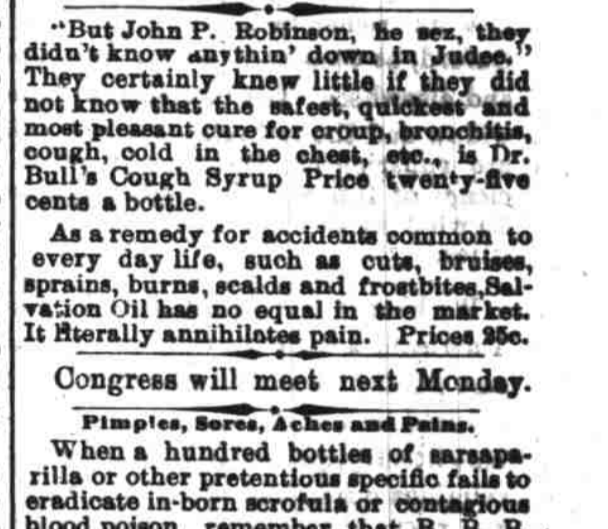 "But John P. Robinson, he sez, they
didn't know anythin' down in Judee."
They certainly knew little if they did
not know that the safest, quickest and
most pleasant cure for croup, bronchitis,
cough, cold in the chest, etc., is Dr.
Bull's Cough Syrup Price twenty-five
cents a bottle.
As a remedy for accidents common to
every day life, such as cuts, bruises,
sprains, burns, scalds and frostbites,Sal-
vation Oil has no equal in the market.
It literally annihilates pain. Prices 25c.
Congress will meet next Monday.
Pimples, Sores, Aches and Pains.
When a hundred bottles of sarsapa-
rilla or other pretentious specific fails to
eradicate in-born scrofula or contagious
blood poison, remember that B. B. B.